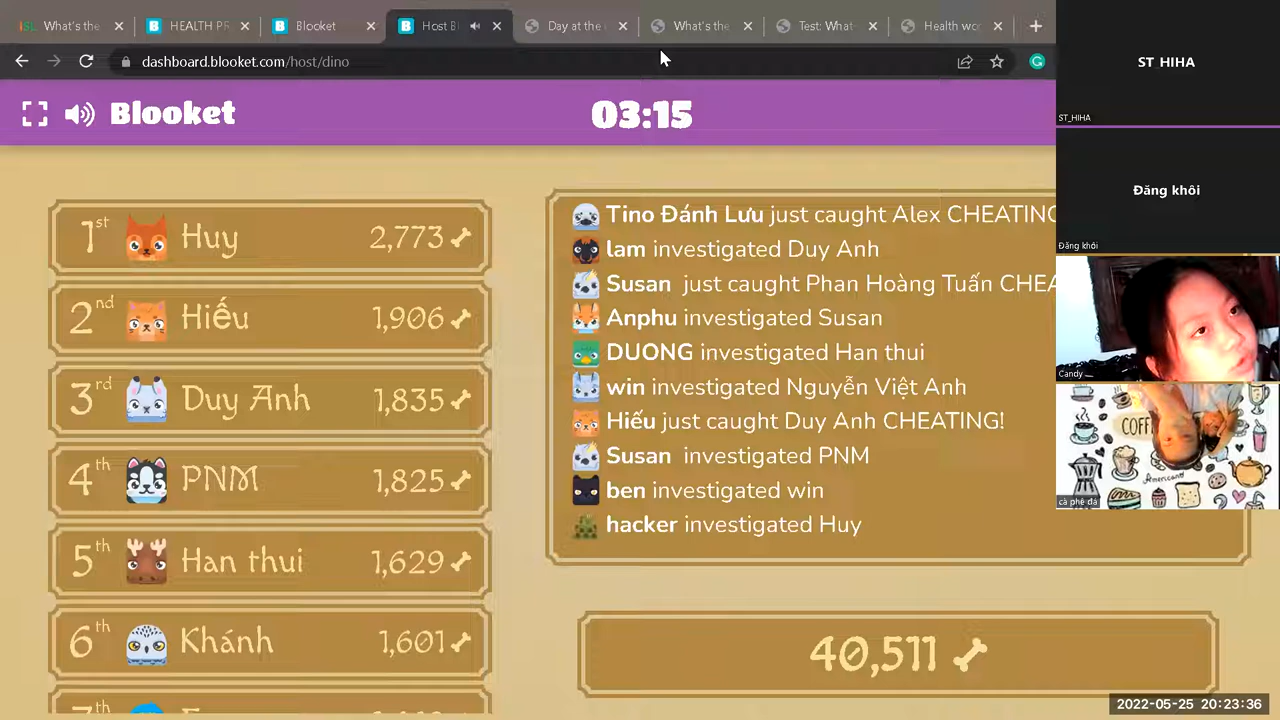 What's the
HEALTH PR
Blooket
Host Bl
Day at the
What's the
Test: What
Health wo
dashboard.blooket.com/host/dino
Blooket
03:15
1st Huy 2,773
2nd Hiếu 1,906
3rd Duy Anh 1,835
4th PNM 1,825
5th Han thui 1,629
6th Khánh 1,601
7th
Tino Đánh Lưu just caught Alex CHEATING
lam investigated Duy Anh
Susan just caught Phan Hoàng Tuấn CHEA
Anphu investigated Susan
DUONG investigated Han thui
win investigated Nguyễn Việt Anh
Hiếu just caught Duy Anh CHEATING!
Susan investigated PNM
ben investigated win
hacker investigated Huy
40,511
ST HIHA
ST_HIHA
Đăng khôi
Đăng khôi
Candy
COFF
Americano
cà phê đá
2022-05-25 20:23:36